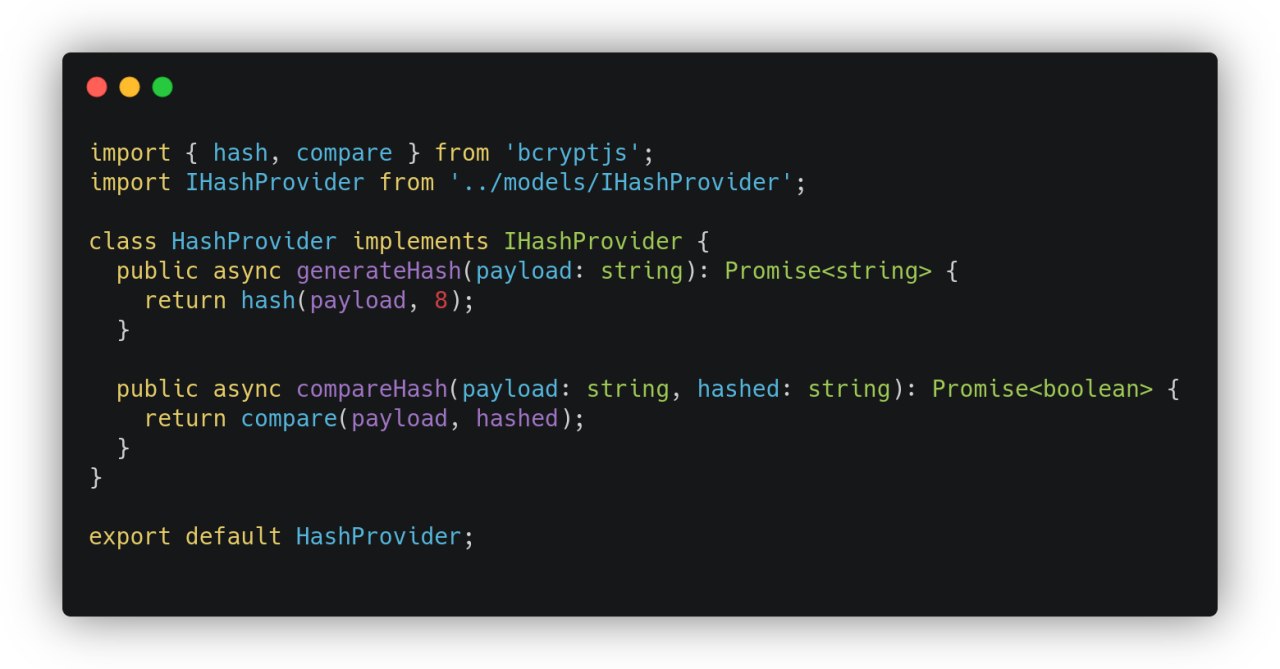 import { hash, compare } from 'bcryptjs';
import IHashProvider from '../models/IHashProvider';

class HashProvider implements IHashProvider {
  public async generateHash(payload: string): Promise<string> {
    return hash(payload, 8);
  }

  public async compareHash(payload: string, hashed: string): Promise<boolean> {
    return compare(payload, hashed);
  }
}

export default HashProvider;